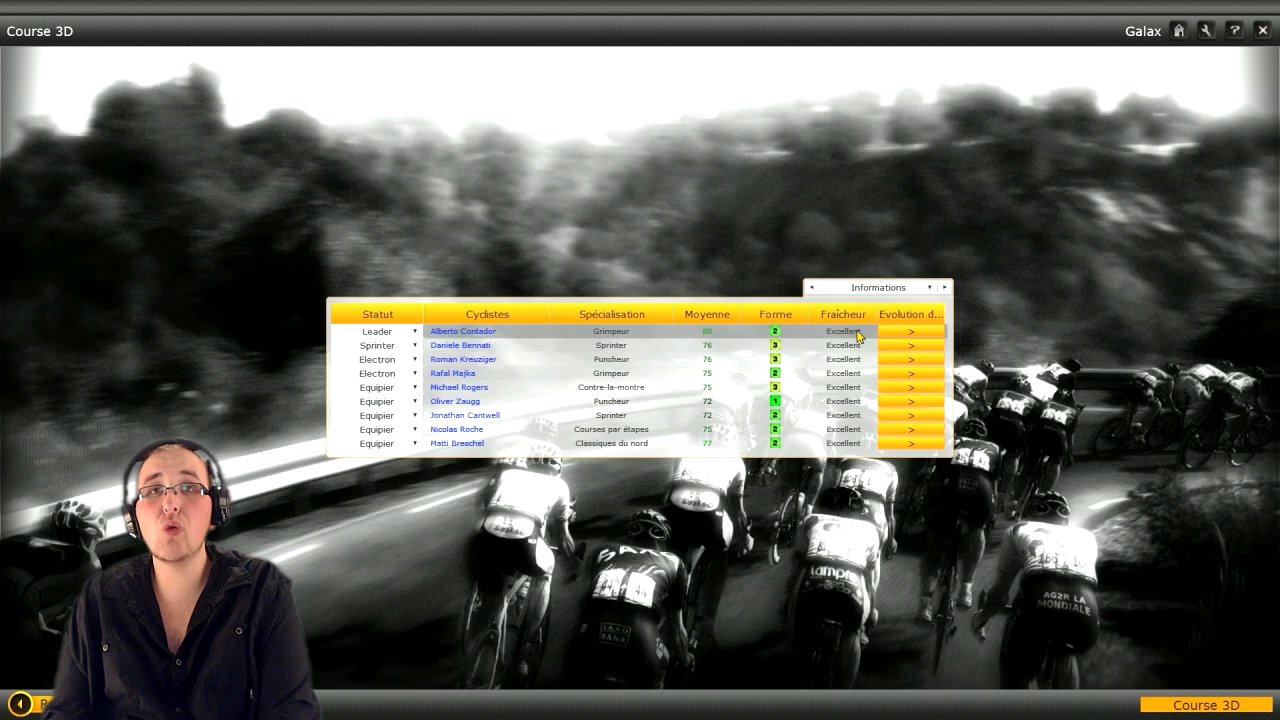 Course 3D
Galax
Informations
Statut Cyclistes Spécialisation Moyenne Forme Fraîcheur Evolution d...
Leader Alberto Contador Grimpeur 80 2 Excellent >
Sprinter Daniele Bennati Sprinter 76 3 Excellent >
Electron Roman Kreuziger Puncheur 76 3 Excellent >
Electron Rafal Majka Grimpeur 75 2 Excellent >
Equipier Michael Rogers Contre-la-montre 75 3 Excellent >
Equipier Oliver Zaugg Puncheur 72 1 Excellent >
Equipier Jonathan Cantwell Sprinter 72 2 Excellent >
Equipier Nicolas Roche Courses par étapes 75 2 Excellent >
Equipier Matti Breschel Classiques du nord 77 2 Excellent >
SAXO
BANK
lampre
AG2R LA
MONDIALE
Course 3D